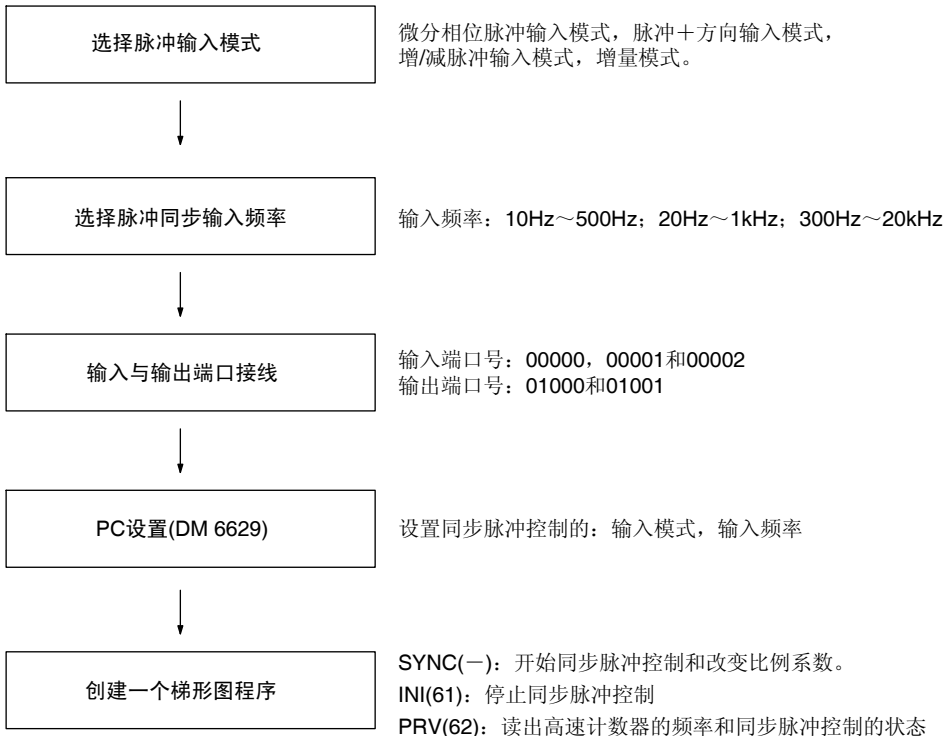 选择脉冲输入模式
微分相位脉冲输入模式，脉冲＋方向输入模式，
增/减脉冲输入模式，增量模式。
选择脉冲同步输入频率
输入频率：10Hz～500Hz；20Hz～1kHz；300Hz～20kHz
输入与输出端口接线
输入端口号：00000，00001和00002
输出端口号：01000和01001
PC设置(DM 6629)
设置同步脉冲控制的：输入模式，输入频率
创建一个梯形图程序
SYNC(－)：开始同步脉冲控制和改变比例系数。
INI(61)：停止同步脉冲控制
PRV(62)：读出高速计数器的频率和同步脉冲控制的状态